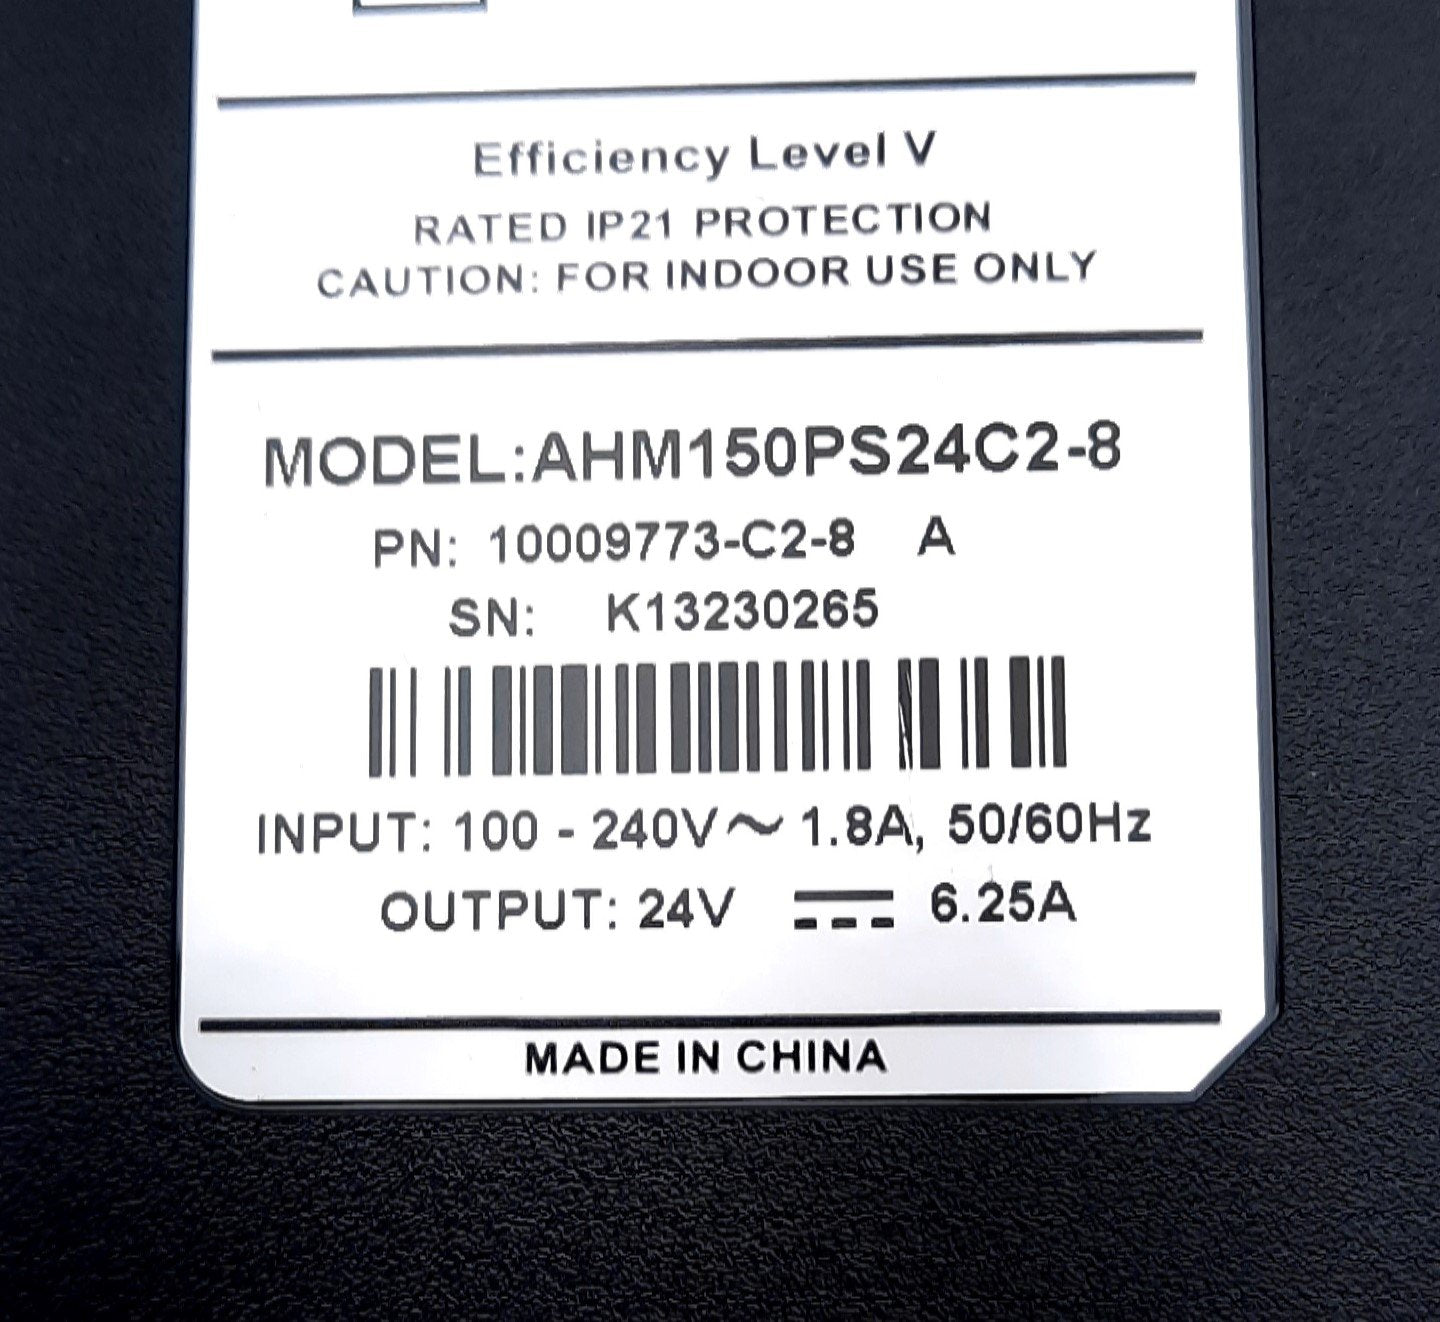 Efficiency Level V
RATED IP21 PROTECTION
CAUTION: FOR INDOOR USE ONLY
MODEL:AHM150PS24C2-8
PN: 10009773-C2-8 A
SN: K13230265
INPUT: 100 - 240V～ 1.8A, 50/60Hz
OUTPUT: 24V ⎓ 6.25A
MADE IN CHINA